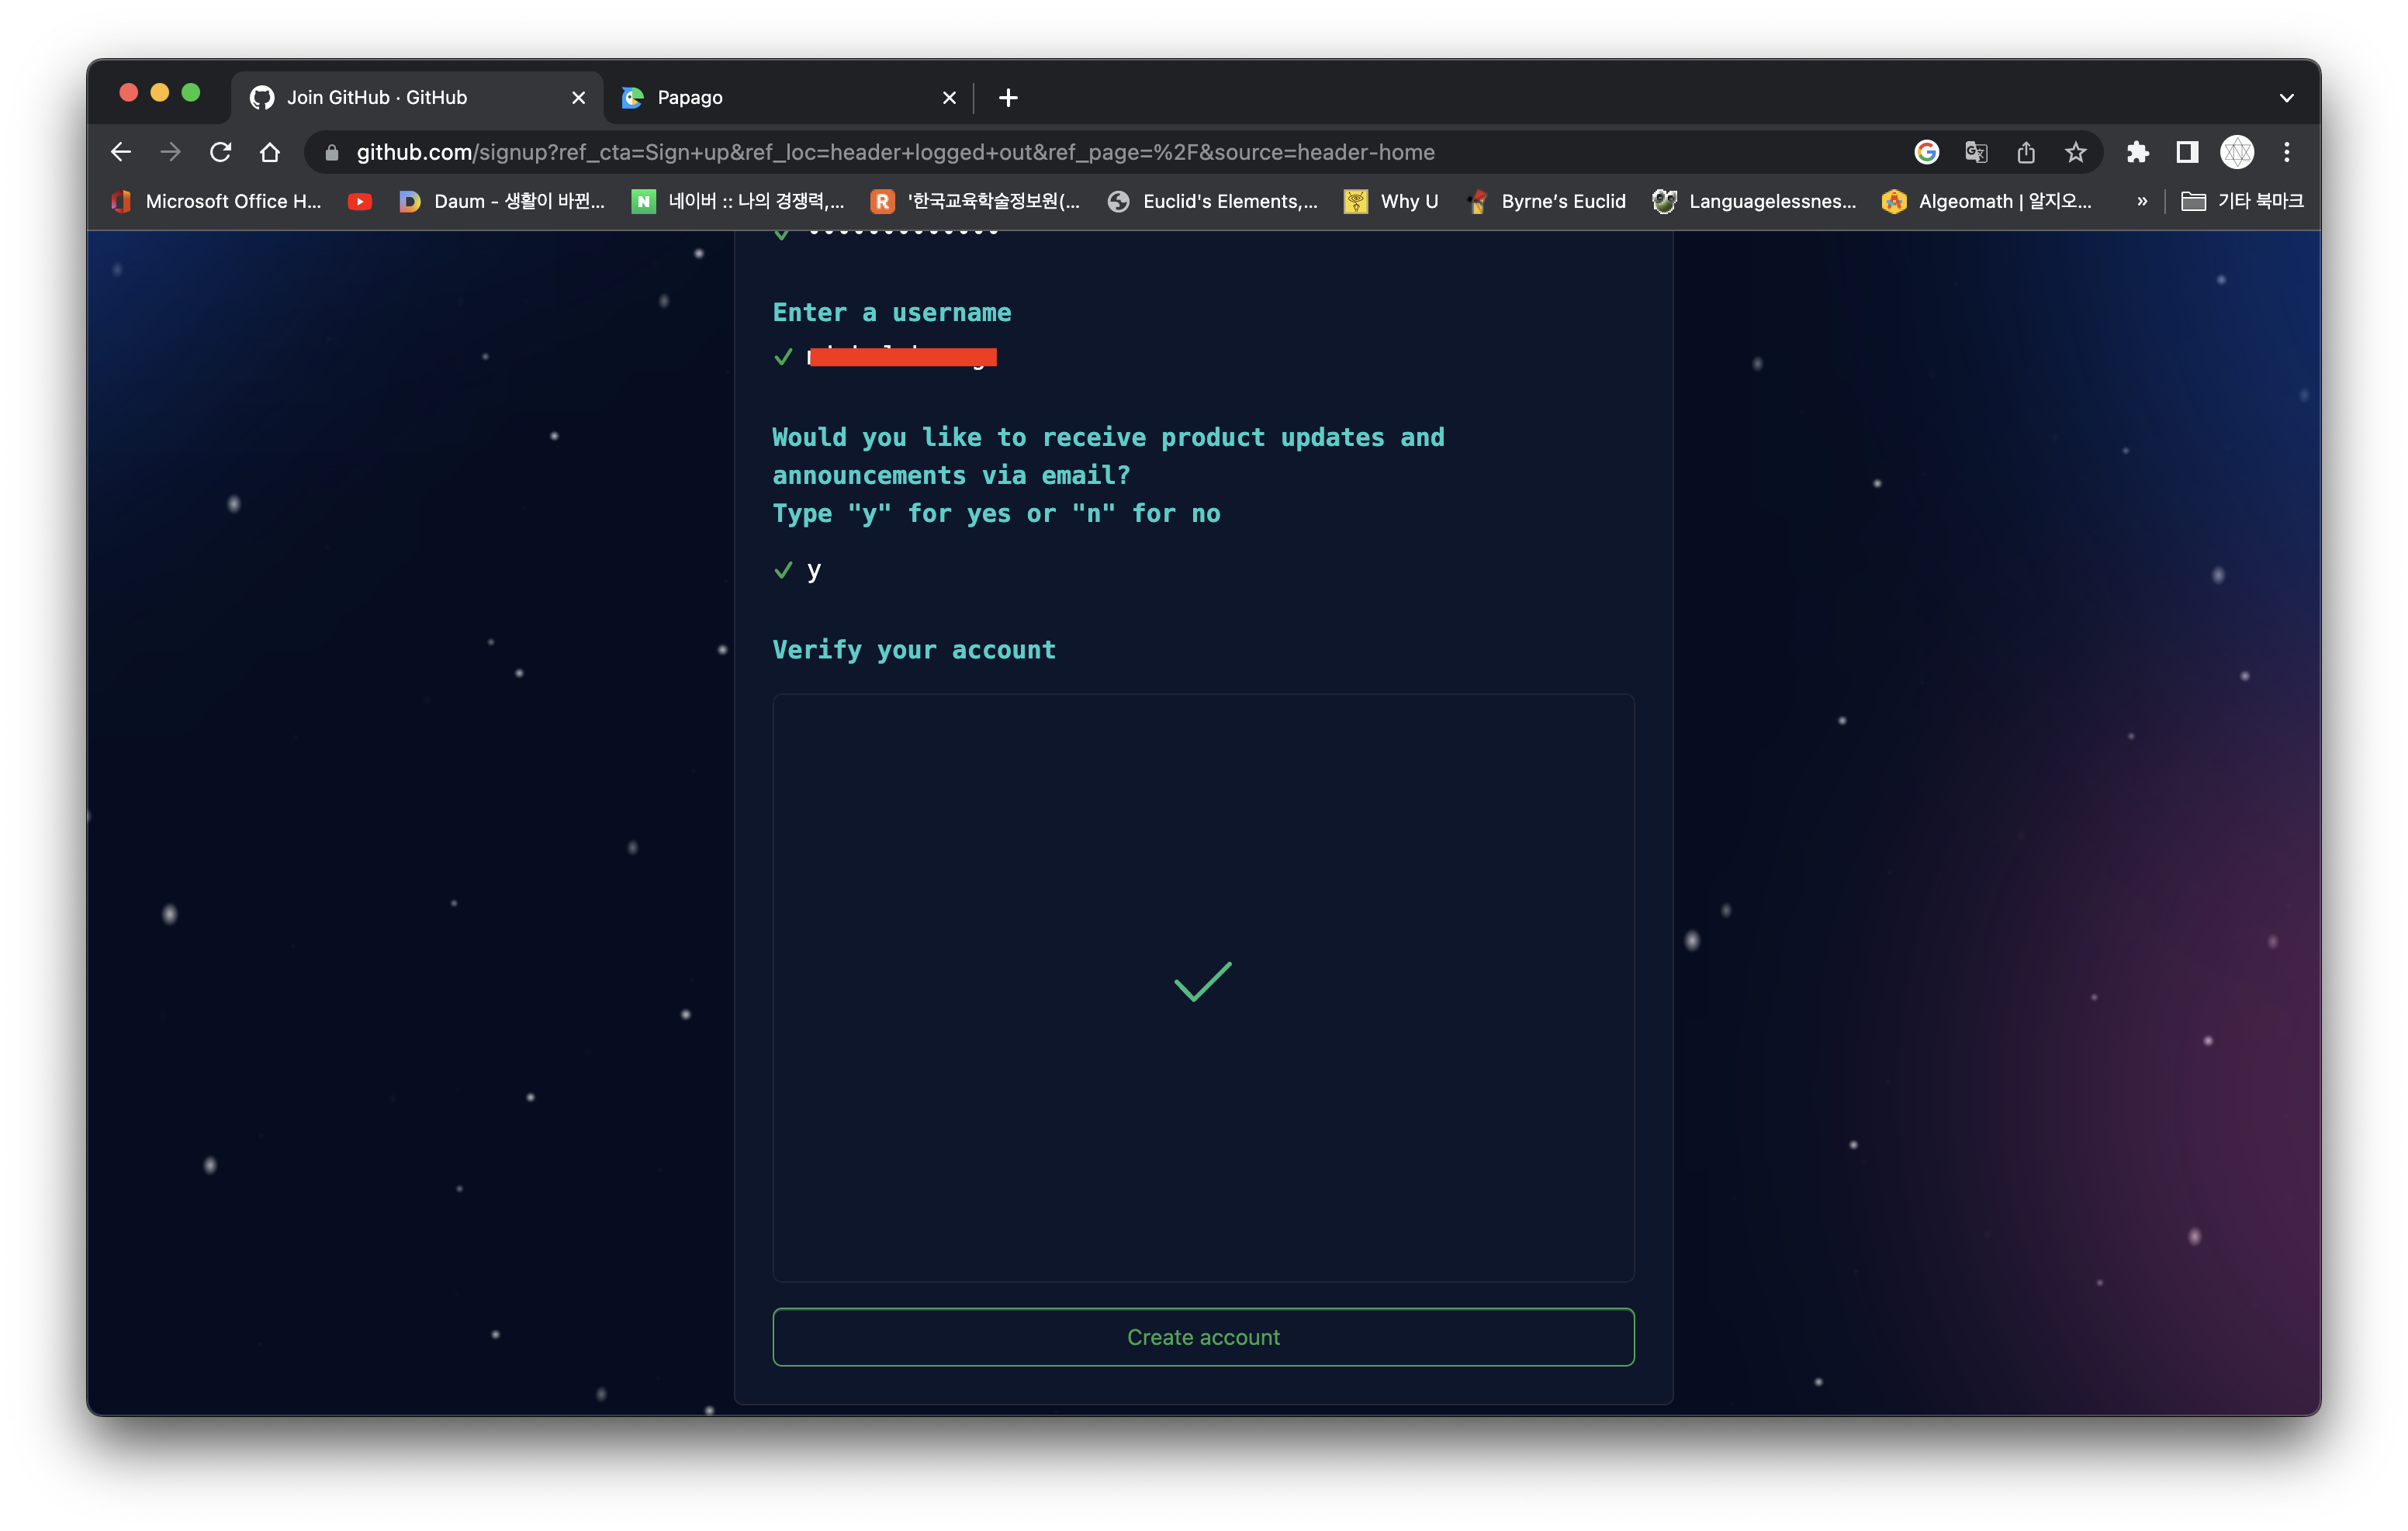 Join GitHub · GitHub
Papago
github.com/signup?ref_cta=Sign+up&ref_loc=header+logged+out&ref_page=%2F&source=header-home
Microsoft Office H...
Daum - 생활이 바뀐...
네이버 :: 나의 경쟁력,...
'한국교육학술정보원(...
Euclid's Elements,...
Why U
Byrne's Euclid
Languagelessnes...
Algeomath | 알지오...
»
기타 북마크
Enter a username
Would you like to receive product updates and
announcements via email?
Type "y" for yes or "n" for no
y
Verify your account
Create account